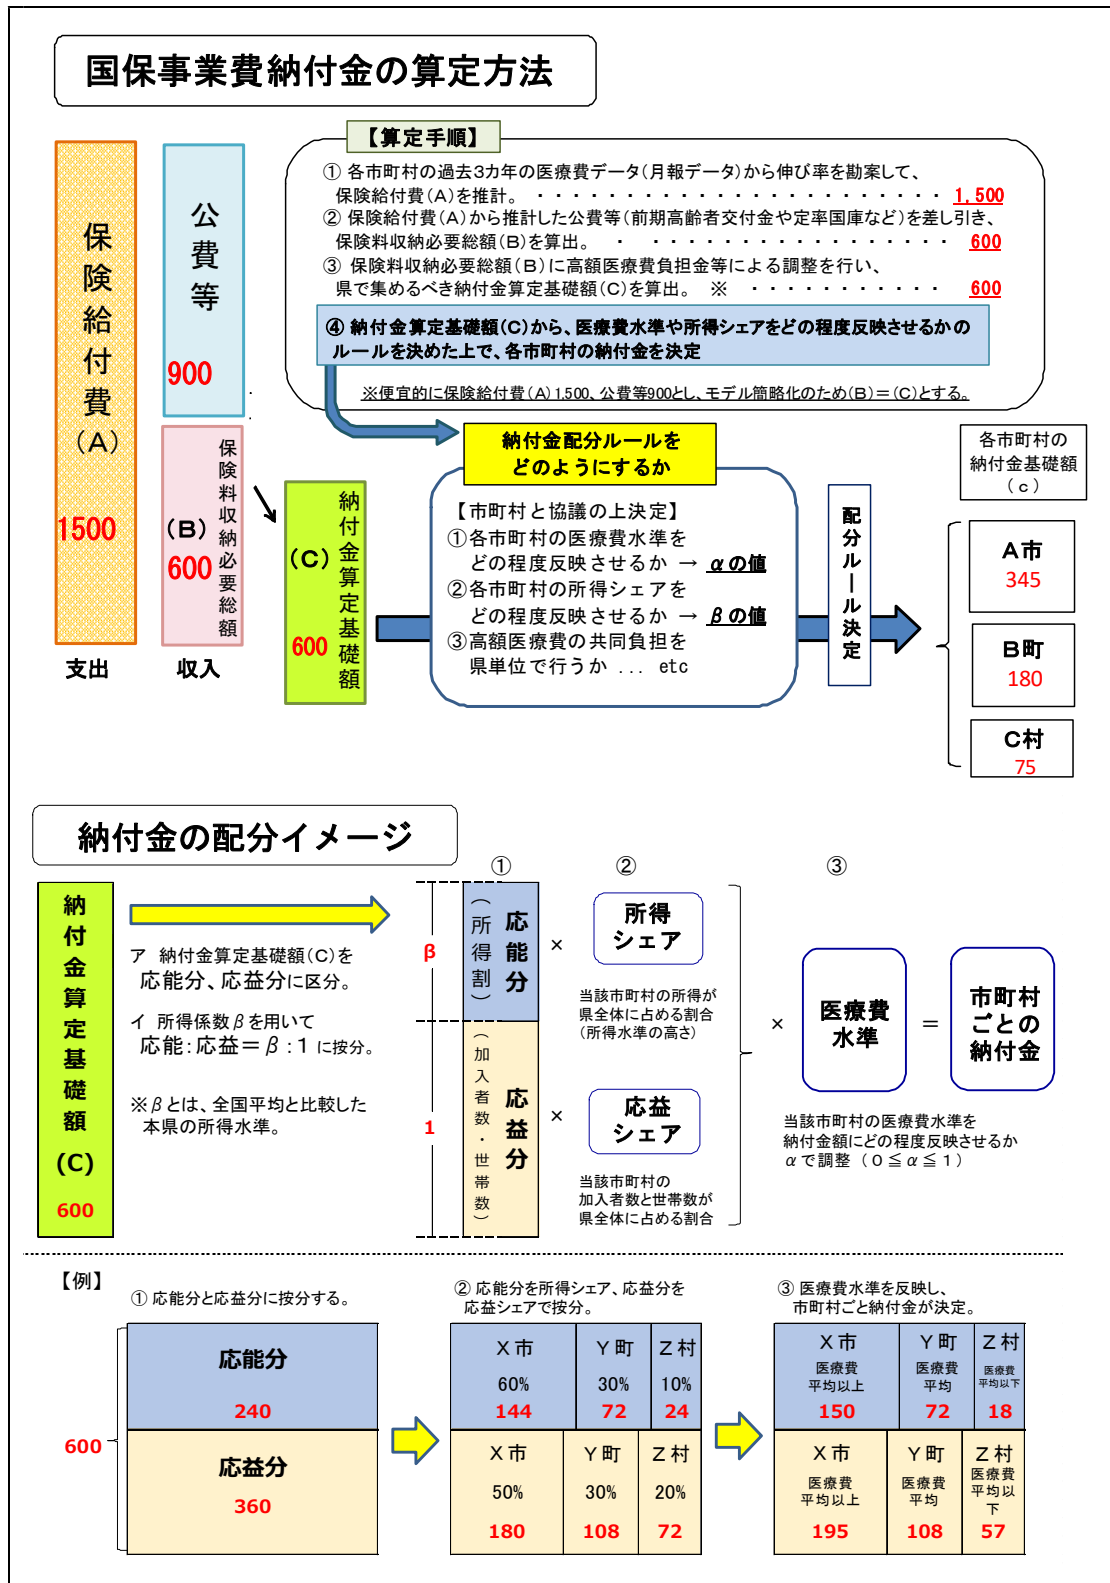 国保事業費納付金の算定方法
【算定手順】
① 各市町村の過去3カ年の医療費データ(月報データ)から伸び率を勘案して、
保険給付費(A)を推計。 ・・・・・・・・・・・・・・・・・・・・・・・ 1,500
② 保険給付費(A)から推計した公費等(前期高齢者交付金や定率国庫など)を差し引き、
保険料収納必要総額(B)を算出。 ・ ・・・・・・・・・・・・・・・・・ 600
③ 保険料収納必要総額(B)に高額医療費負担金等による調整を行い、
県で集めるべき納付金算定基礎額(C)を算出。 ※ ・・・・・・・・・・・ 600
④ 納付金算定基礎額(C)から、医療費水準や所得シェアをどの程度反映させるかの
ルールを決めた上で、各市町村の納付金を決定
※便宜的に保険給付費(A)1,500、公費等900とし、モデル簡略化のため(B)=(C)とする。
保険給付費(A)
1500
支出
公費等
900
保険料収納必要総額
(B)
600
収入
納付金算定基礎額
(C)
600
納付金配分ルールを
どのようにするか
【市町村と協議の上決定】
①各市町村の医療費水準を
どの程度反映させるか → αの値
②各市町村の所得シェアを
どの程度反映させるか → βの値
③高額医療費の共同負担を
県単位で行うか ... etc
配分ルール決定
各市町村の
納付金基礎額
(c)
A市
345
B町
180
C村
75
納付金の配分イメージ
① ② ③
納付金算定基礎額
(C)
600
ア 納付金算定基礎額(C)を
応能分、応益分に区分。
イ 所得係数βを用いて
応能:応益=β:1 に按分。
※βとは、全国平均と比較した
本県の所得水準。
β
1
応能分
(所得割)
応益分
(加入者数・世帯数)
×
所得
シェア
当該市町村の所得が
県全体に占める割合
(所得水準の高さ)
×
応益
シェア
当該市町村の
加入者数と世帯数が
県全体に占める割合
×
医療費
水準
=
市町村
ごとの
納付金
当該市町村の医療費水準を
納付金額にどの程度反映させるか
αで調整 (0≦α≦1)
【例】
① 応能分と応益分に按分する。
600
応能分
240
応益分
360
② 応能分を所得シェア、応益分を
応益シェアで按分。
X市 Y町 Z村
60% 30% 10%
144 72 24
X市 Y町 Z村
50% 30% 20%
180 108 72
③ 医療費水準を反映し、
市町村ごと納付金が決定。
X市 Y町 Z村
医療費 医療費 医療費
平均以上 平均 平均以下
150 72 18
X市 Y町 Z村
医療費 医療費 医療費
平均以上 平均 平均以
下
195 108 57